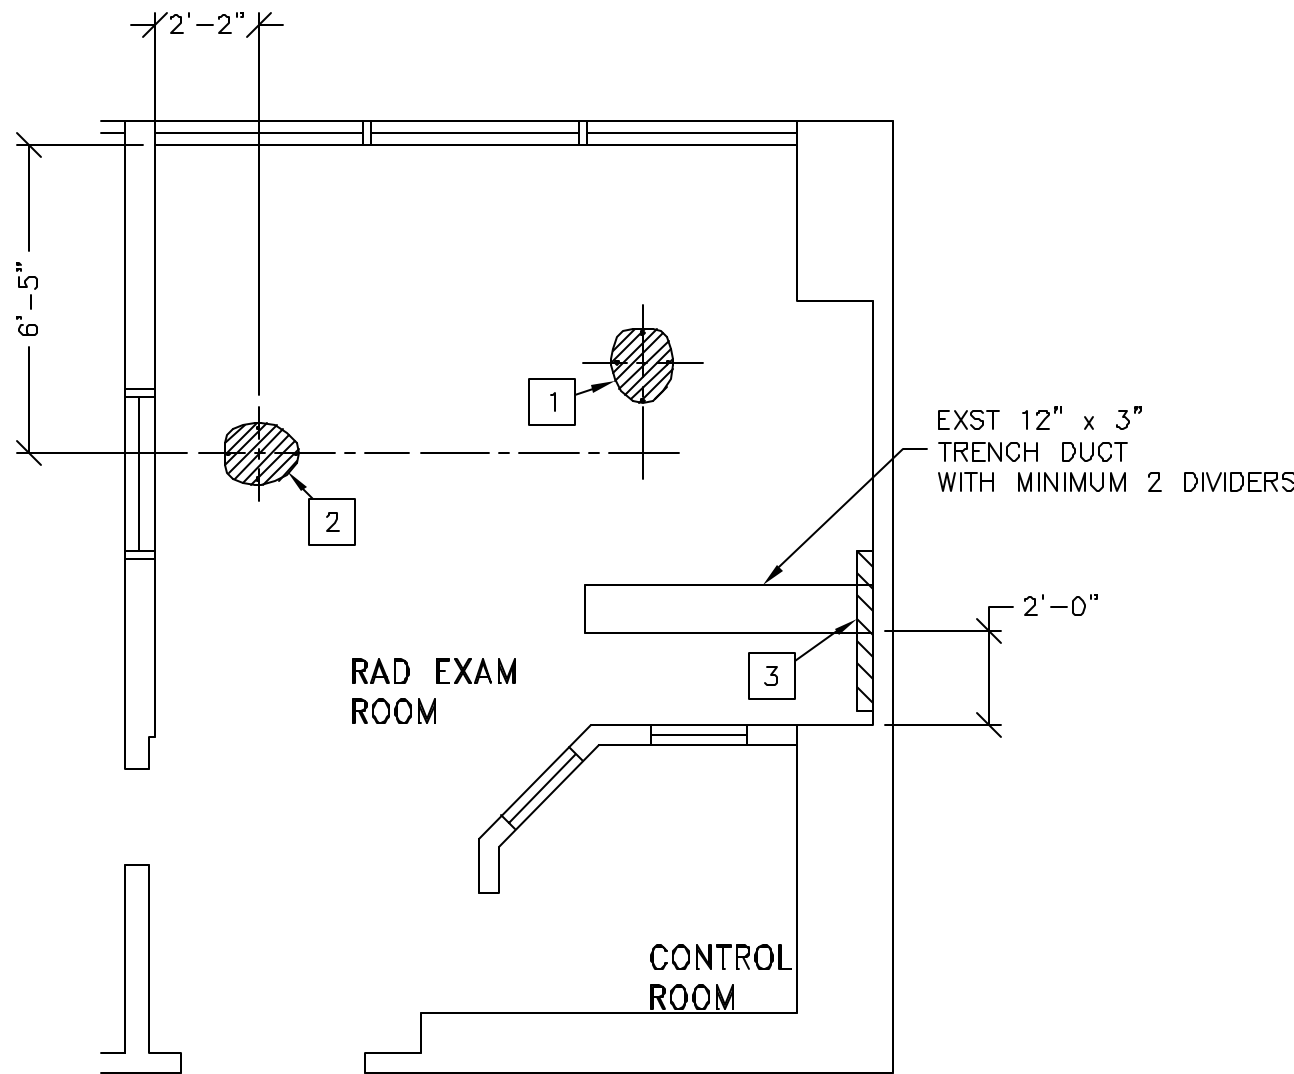 2'-2"
6'-5"
1
EXST 12" x 3"
TRENCH DUCT
WITH MINIMUM 2 DIVIDERS
2
2'-0"
3
RAD EXAM
ROOM
CONTROL
ROOM